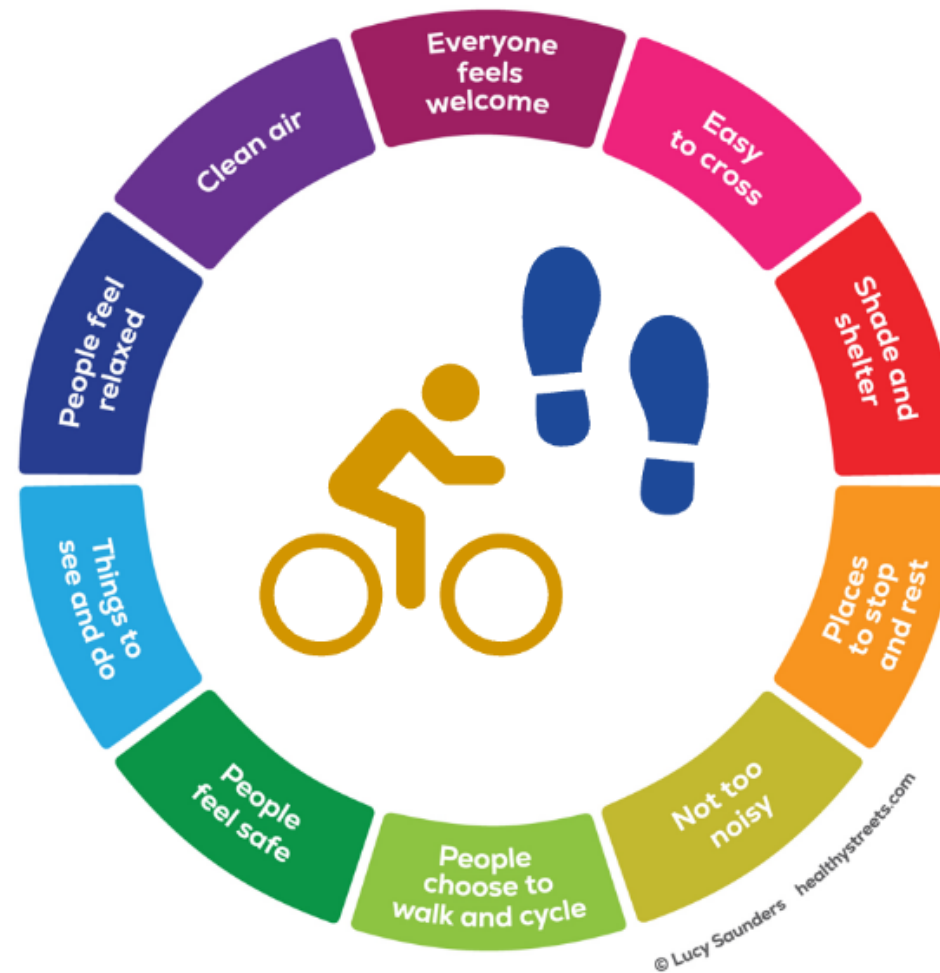 Everyone
feels
welcome
Easy
to cross
Shade and
shelter
Places
to stop
and rest
Not too
noisy
People
choose to
walk and cycle
People
feel safe
Things to
see and do
People feel
relaxed
Clean air
© Lucy Saunders healthystreets.com